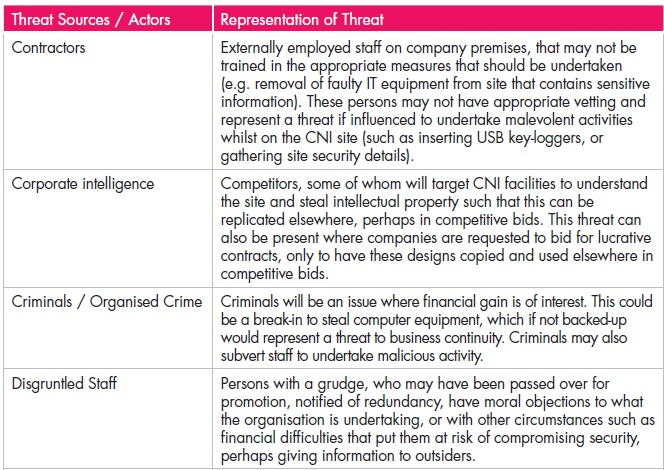 Threat Sources / Actors
Representation of Threat
Contractors
Externally employed staff on company premises, that may not be
trained in the appropriate measures that should be undertaken
(e.g. removal of faulty IT equipment from site that contains sensitive
information). These persons may not have appropriate vetting and
represent a threat if influenced to undertake malevolent activities
whilst on the CNI site (such as inserting USB key-loggers, or
gathering site security details).
Corporate intelligence
Competitors, some of whom will target CNI facilities to understand
the site and steal intellectual property such that this can be
replicated elsewhere, perhaps in competitive bids. This threat can
also be present where companies are requested to bid for lucrative
contracts, only to have these designs copied and used elsewhere in
competitive bids.
Criminals / Organised Crime
Criminals will be an issue where financial gain is of interest. This could
be a break-in to steal computer equipment, which if not backed-up
would represent a threat to business continuity. Criminals may also
subvert staff to undertake malicious activity.
Disgruntled Staff
Persons with a grudge, who may have been passed over for
promotion, notified of redundancy, have moral objections to what
the organisation is undertaking, or with other circumstances such as
financial difficulties that put them at risk of compromising security,
perhaps giving information to outsiders.